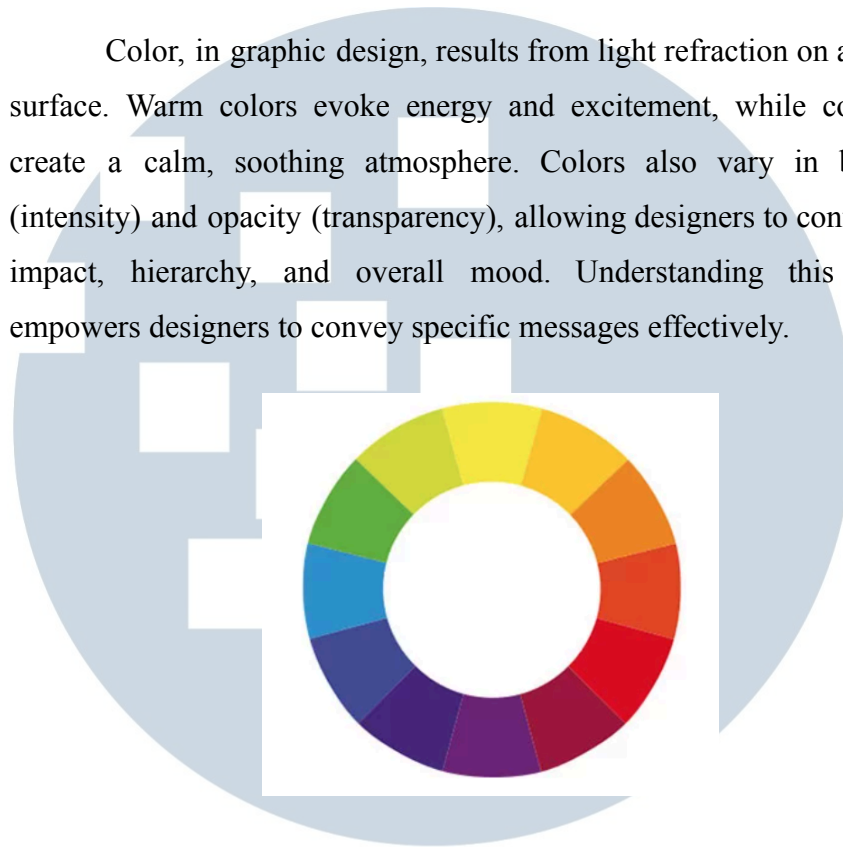 Color, in graphic design, results from light refraction on a
surface. Warm colors evoke energy and excitement, while co
create a calm, soothing atmosphere. Colors also vary in
(intensity) and opacity (transparency), allowing designers to con
impact, hierarchy, and overall mood. Understanding this
empowers designers to convey specific messages effectively.